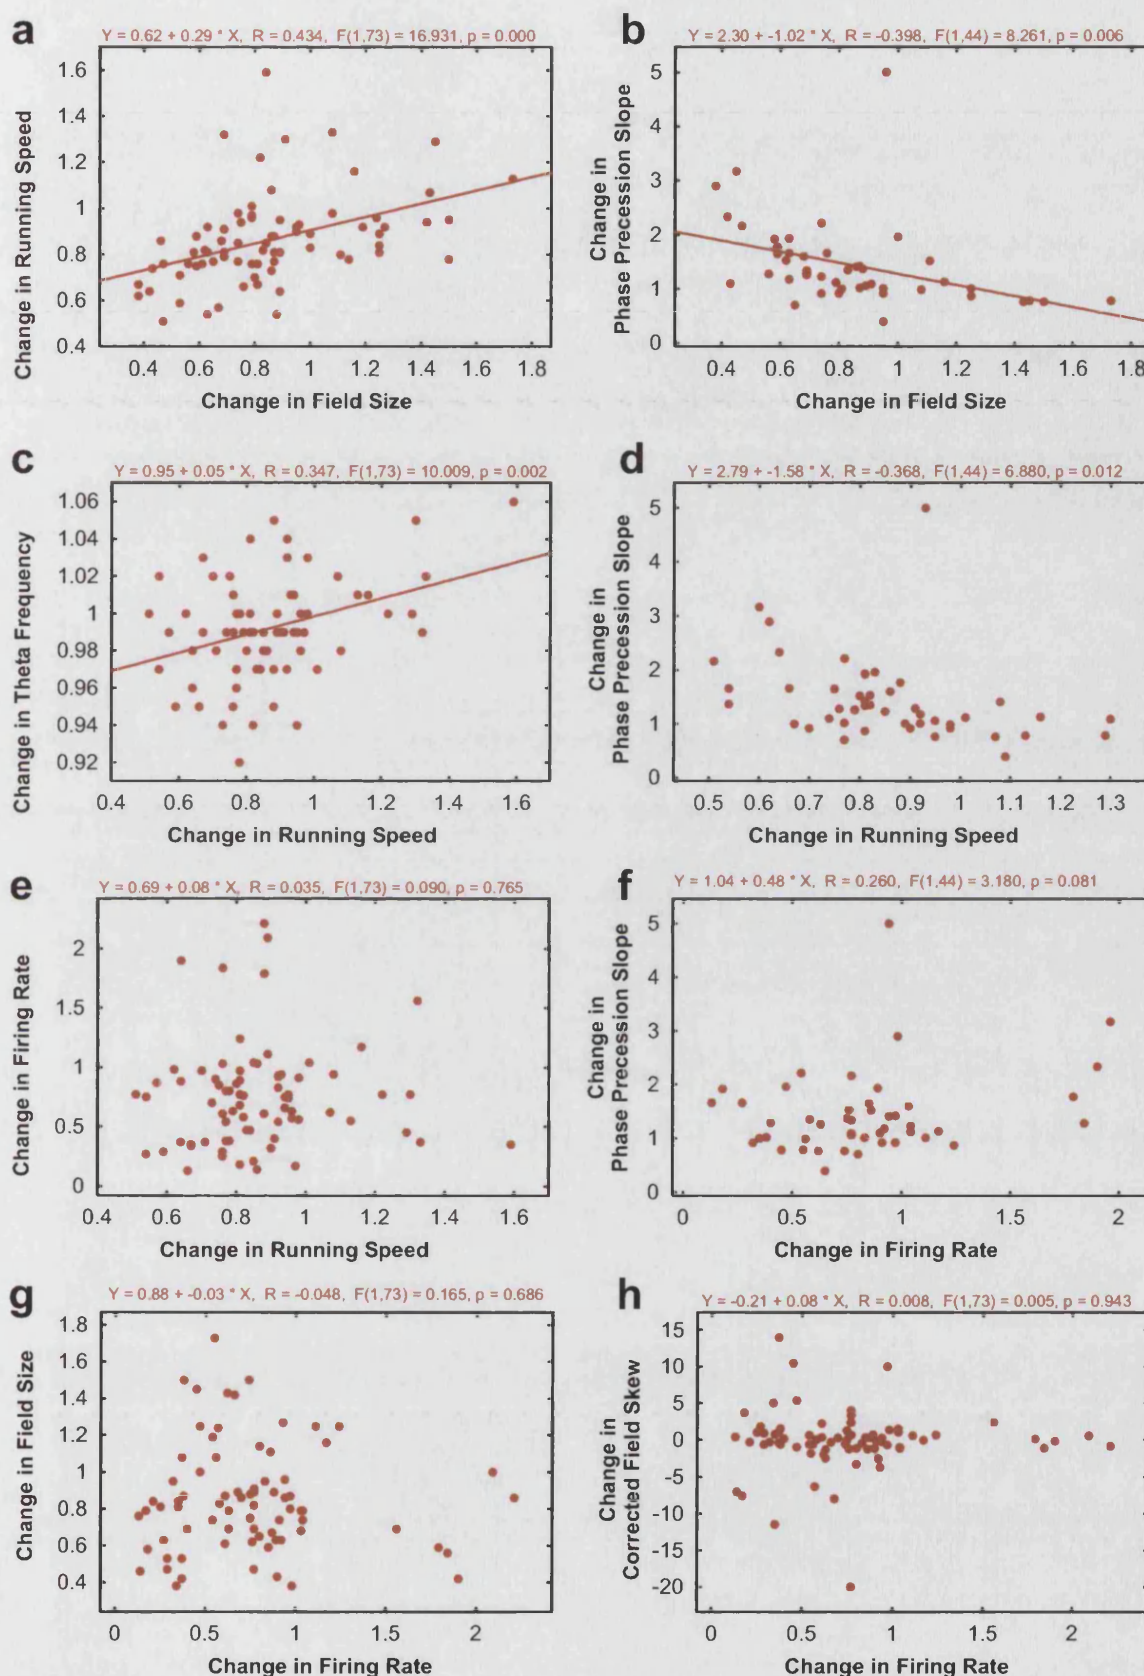 a
Y = 0.62 + 0.29 * X, R = 0.434, F(1,73) = 16.931, p = 0.000
Change in Running Speed
1.6
1.4
1.2
1
0.8
0.6
0.4
0.4 0.6 0.8 1.0 1.2 1.4 1.6 1.8
Change in Field Size
b
Y = 2.30 + -1.02 * X, R = -0.398, F(1,44) = 8.261, p = 0.006
Change in
Phase Precession Slope
5
4
3
2
1
0
0.4 0.6 0.8 1 1.2 1.4 1.6 1.8
Change in Field Size
c
Y = 0.95 + 0.05 * X, R = 0.347, F(1,73) = 10.009, p = 0.002
Change in Theta Frequency
1.06
1.04
1.02
1
0.98
0.96
0.94
0.92
0.4 0.6 0.8 1 1.2 1.4 1.6
Change in Running Speed
d
Y = 2.79 + -1.58 * X, R = -0.368, F(1,44) = 6.880, p = 0.012
Change in
Phase Precession Slope
5
4
3
2
1
0
0.5 0.6 0.7 0.8 0.9 1 1.1 1.2 1.3
Change in Running Speed
e
Y = 0.69 + 0.08 * X, R = 0.035, F(1,73) = 0.090, p = 0.765
Change in Firing Rate
2
1.5
1
0.5
0
0.4 0.6 0.8 1 1.2 1.4 1.6
Change in Running Speed
f
Y = 1.04 + 0.48 * X, R = 0.260, F(1,44) = 3.180, p = 0.081
Change in
Phase Precession Slope
5
4
3
2
1
0
0 0.5 1 1.5 2
Change in Firing Rate
g
Y = 0.88 + -0.03 * X, R = -0.048, F(1,73) = 0.165, p = 0.686
Change in Field Size
1.8
1.6
1.4
1.2
1
0.8
0.6
0.4
0 0.5 1 1.5 2
Change in Firing Rate
h
Y = -0.21 + 0.08 * X, R = 0.008, F(1,73) = 0.005, p = 0.943
Change in
Corrected Field Skew
15
10
5
0
-5
-10
-15
-20
0 0.5 1 1.5 2
Change in Firing Rate